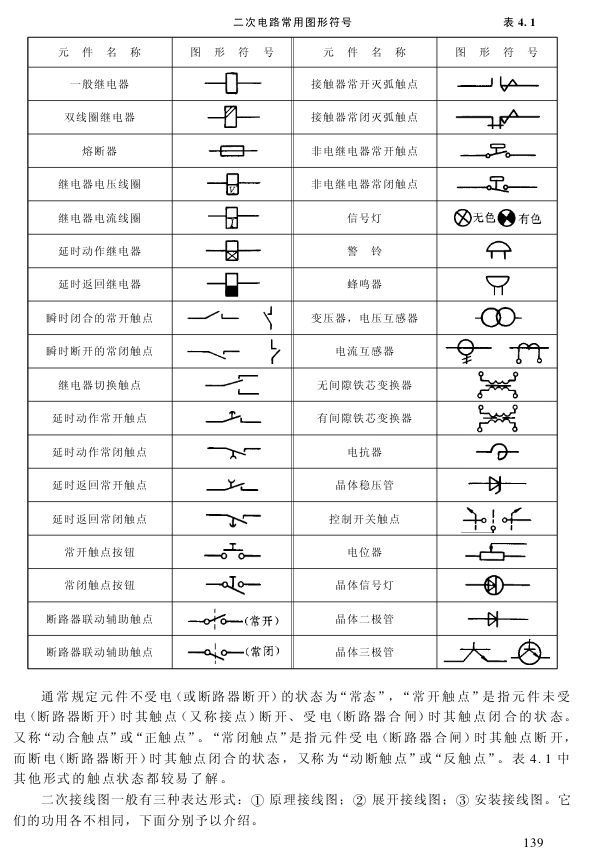 二次电路常用图形符号 表 4.1
元件名称 图形符号 元件名称 图形符号
一般继电器 接触器常开灭弧触点
双线圈继电器 接触器常闭灭弧触点
熔断器 非电继电器常开触点
继电器电压线圈 V 非电继电器常闭触点
继电器电流线圈 I 信号灯 无色 有色
延时动作继电器 警铃
延时返回继电器 蜂鸣器
瞬时闭合的常开触点 变压器，电压互感器
瞬时断开的常闭触点 电流互感器
继电器切换触点 无间隙铁芯变换器
延时动作常开触点 有间隙铁芯变换器
延时动作常闭触点 电抗器
延时返回常开触点 晶体稳压管
延时返回常闭触点 控制开关触点
常开触点按钮 电位器
常闭触点按钮 晶体信号灯
断路器联动辅助触点 (常开) 晶体二极管
断路器联动辅助触点 (常闭) 晶体三极管
通常规定元件不受电(或断路器断开)的状态为“常态”，“常开触点”是指元件未受
电(断路器断开)时其触点(又称接点)断开、受电(断路器合闸)时其触点闭合的状态。
又称“动合触点”或“正触点”。“常闭触点”是指元件受电(断路器合闸)时其触点断开，
而断电(断路器断开)时其触点闭合的状态，又称为“动断触点”或“反触点”。表 4.1 中
其他形式的触点状态都较易了解。
二次接线图一般有三种表达形式：① 原理接线图；② 展开接线图；③ 安装接线图。它
们的功用各不相同，下面分别予以介绍。
139